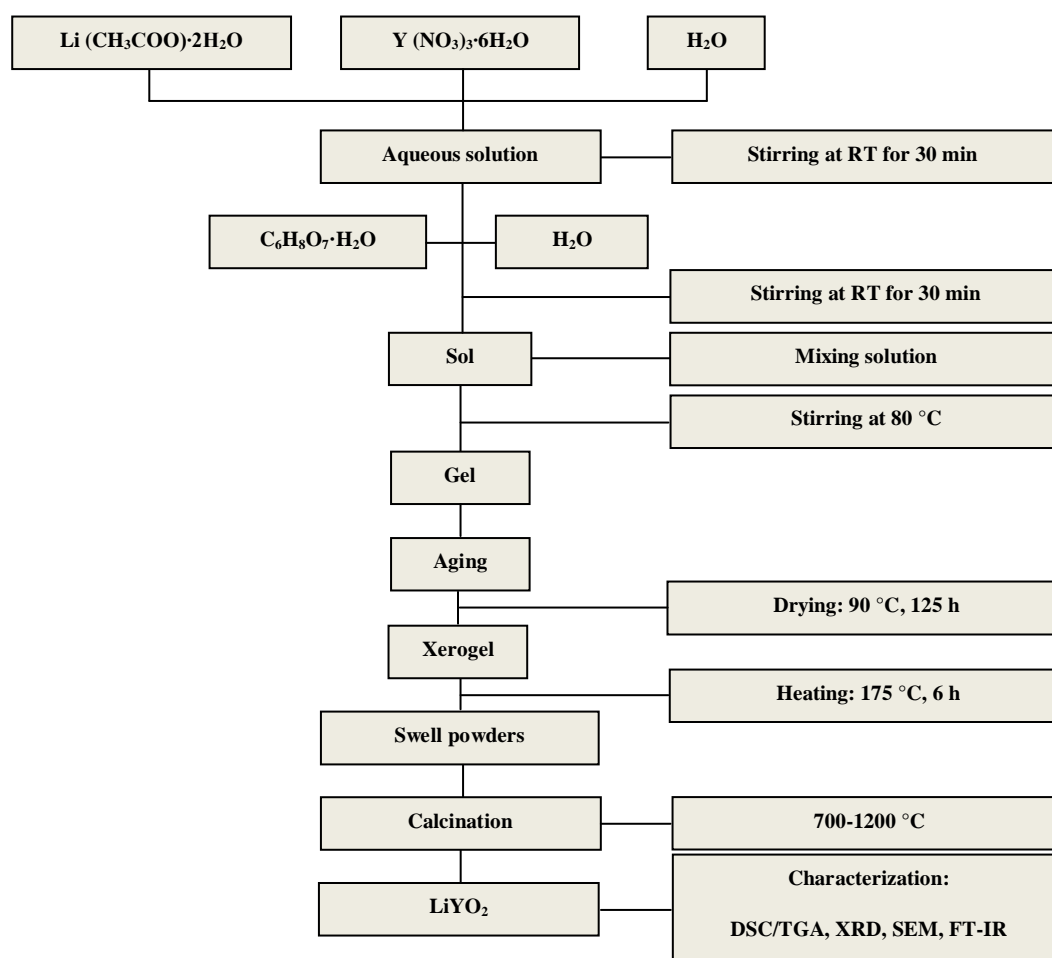 Li (CH₃COO)·2H₂O
Y (NO₃)₃·6H₂O
H₂O
Aqueous solution
Stirring at RT for 30 min
C₆H₈O₇·H₂O
H₂O
Stirring at RT for 30 min
Sol
Mixing solution
Stirring at 80 °C
Gel
Aging
Drying: 90 °C, 125 h
Xerogel
Heating: 175 °C, 6 h
Swell powders
Calcination
700-1200 °C
LiYO₂
Characterization:
DSC/TGA, XRD, SEM, FT-IR